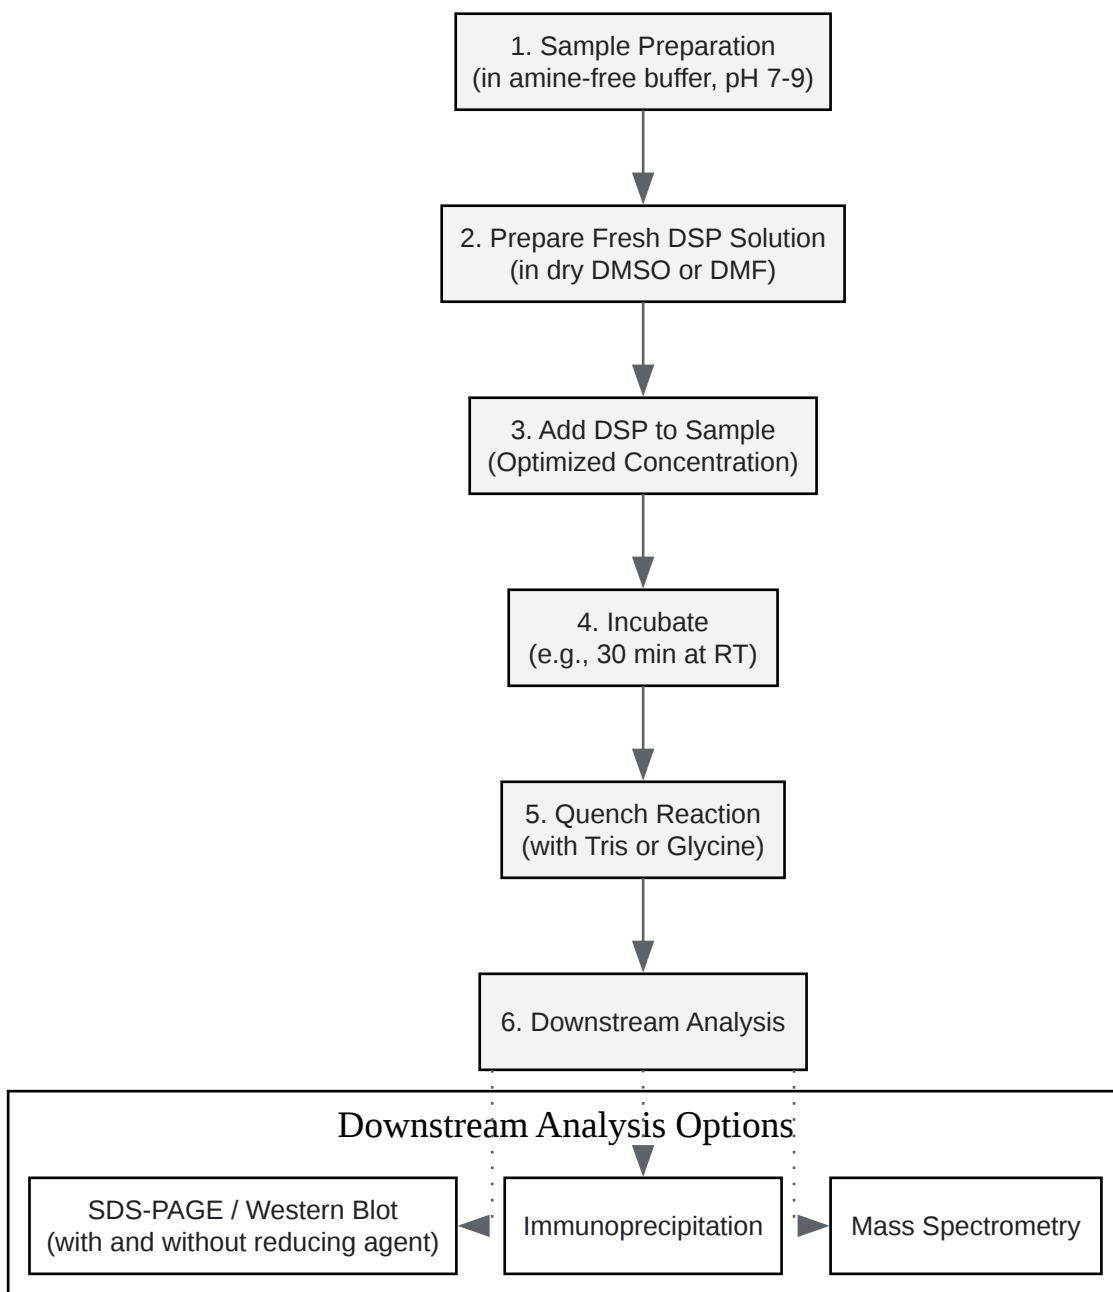 1. Sample Preparation
(in amine-free buffer, pH 7-9)
2. Prepare Fresh DSP Solution
(in dry DMSO or DMF)
3. Add DSP to Sample
(Optimized Concentration)
4. Incubate
(e.g., 30 min at RT)
5. Quench Reaction
(with Tris or Glycine)
6. Downstream Analysis
Downstream Analysis Options
SDS-PAGE / Western Blot
(with and without reducing agent)
Immunoprecipitation
Mass Spectrometry